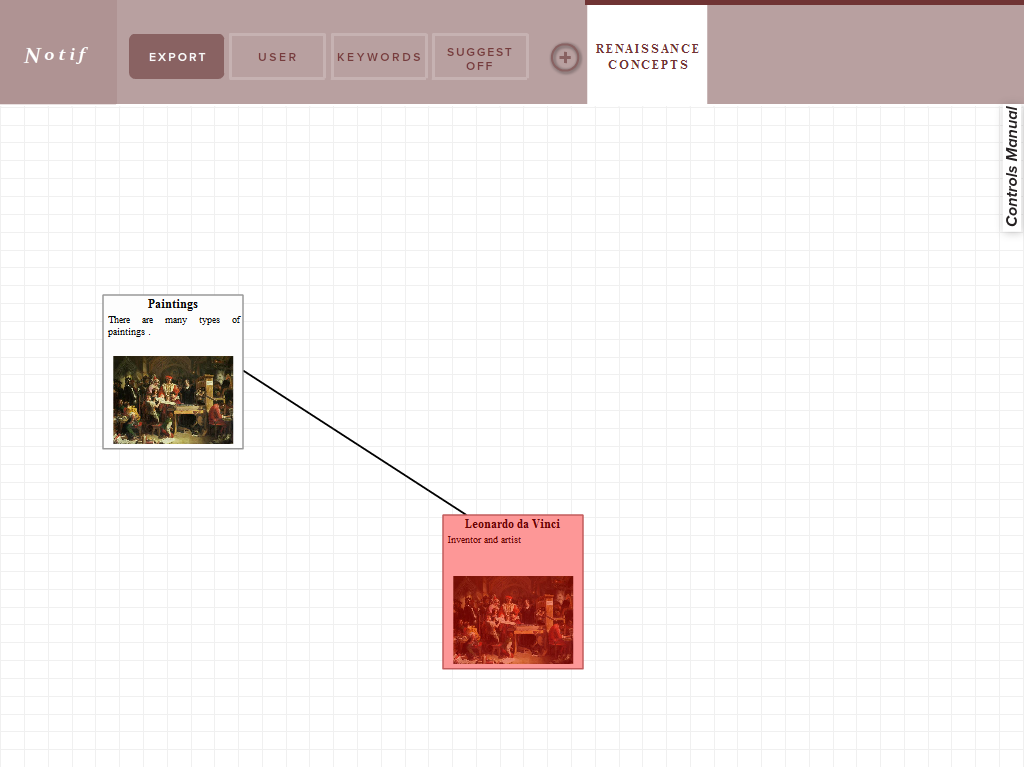 Notif
EXPORT
USER
KEYWORDS
SUGGEST
OFF
RENAISSANCE
CONCEPTS
Controls Manual
Paintings
There are many types of
paintings .
Leonardo da Vinci
Inventor and artist